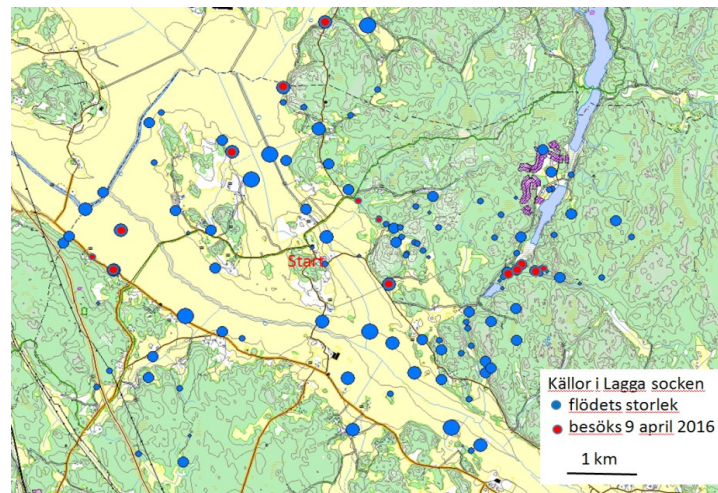 Start
Källor i Lagga socken
flödets storlek
besöks 9 april 2016
1 km